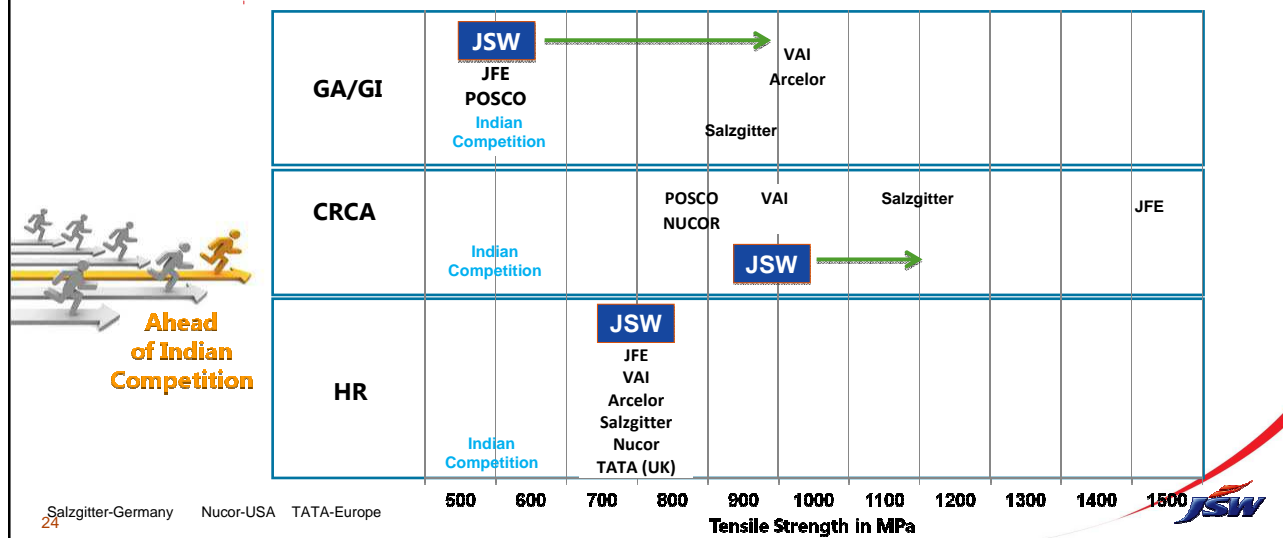 GA/GI
JSW
JFE
POSCO
Indian
Competition
VAI
Arcelor
Salzgitter
CRCA
POSCO
NUCOR
VAI
Salzgitter
JFE
Indian
Competition
JSW
Ahead
of Indian
Competition
HR
JSW
JFE
VAI
Arcelor
Salzgitter
Nucor
TATA (UK)
Indian
Competition
500 600 700 800 900 1000 1100 1200 1300 1400 1500
Tensile Strength in MPa
Salzgitter-Germany Nucor-USA TATA-Europe
24
JSW